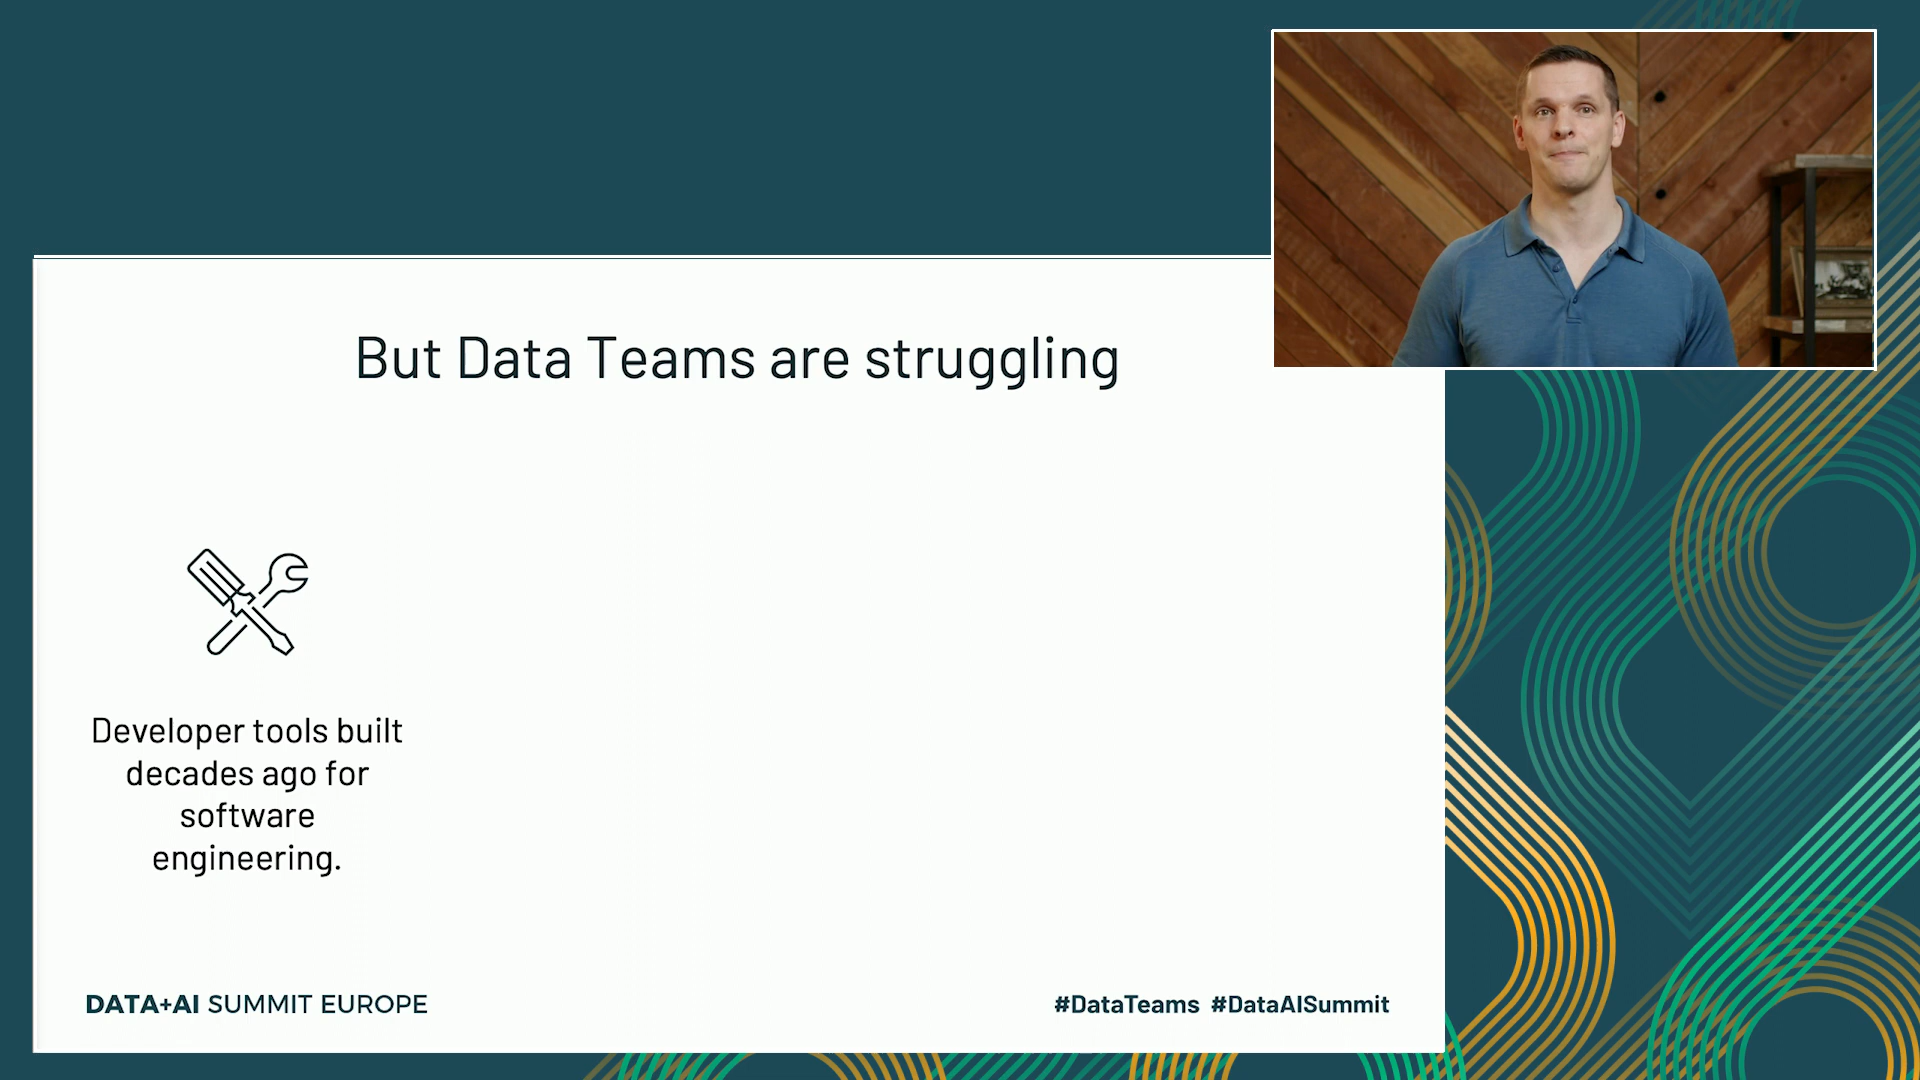 But Data Teams are struggling
Developer tools built
decades ago for
software
engineering.
DATA+AI SUMMIT EUROPE
#DataTeams #DataAISummit